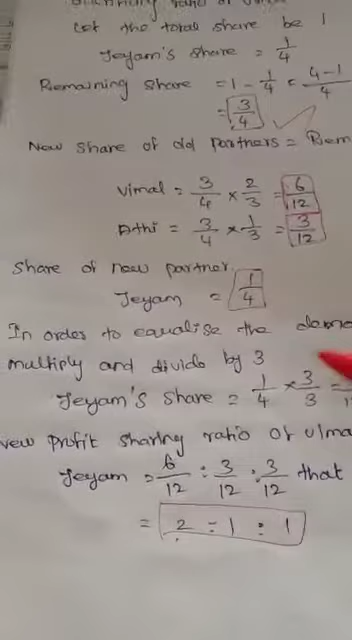 Let the total share be 1
Jeyam's share = 1/4
Remaining share = 1 - 1/4 = 4-1/4
= 3/4
New share of old partners = Rem
Vimal = 3/4 × 2/3 = 6/12
Athi = 3/4 × 1/3 = 3/12
Share of new partner
Jeyam = 1/4
In order to equalise the deno
multiply and divide by 3
Jeyam's share = 1/4 × 3/3 =
New Profit sharing ratio of Vima
Jeyam = 6/12 : 3/12 : 3/12 that
= 2 : 1 : 1